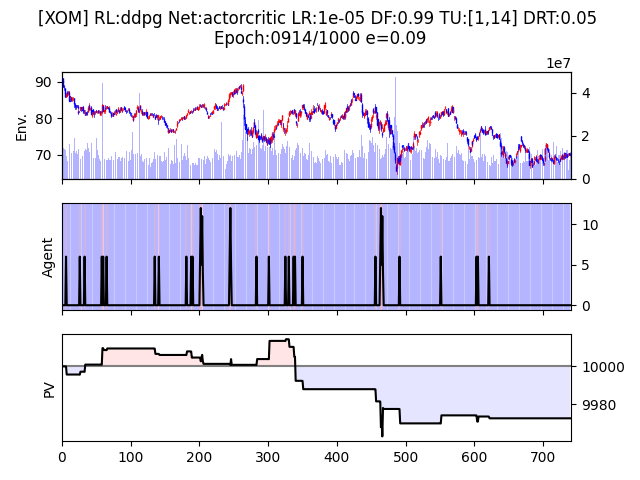 [XOM] RL:ddpg Net:actorcritic LR:1e-05 DF:0.99 TU:[1,14] DRT:0.05
Epoch:0914/1000 e=0.09
1e7
90
80
70
Env.
4
2
0
Agent
10
5
0
PV
10000
9980
0 100 200 300 400 500 600 700